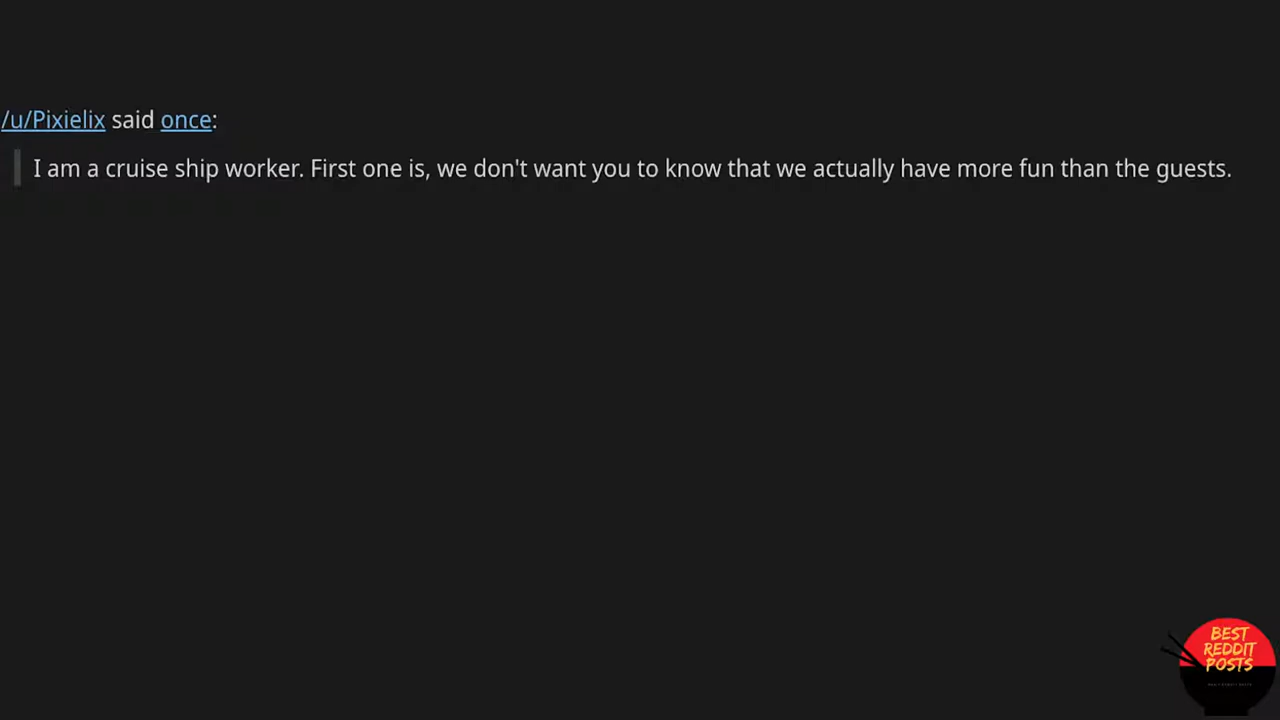 /u/Pixielix said once:
I am a cruise ship worker. First one is, we don't want you to know that we actually have more fun than the guests.
BEST
REDDIT
POSTS